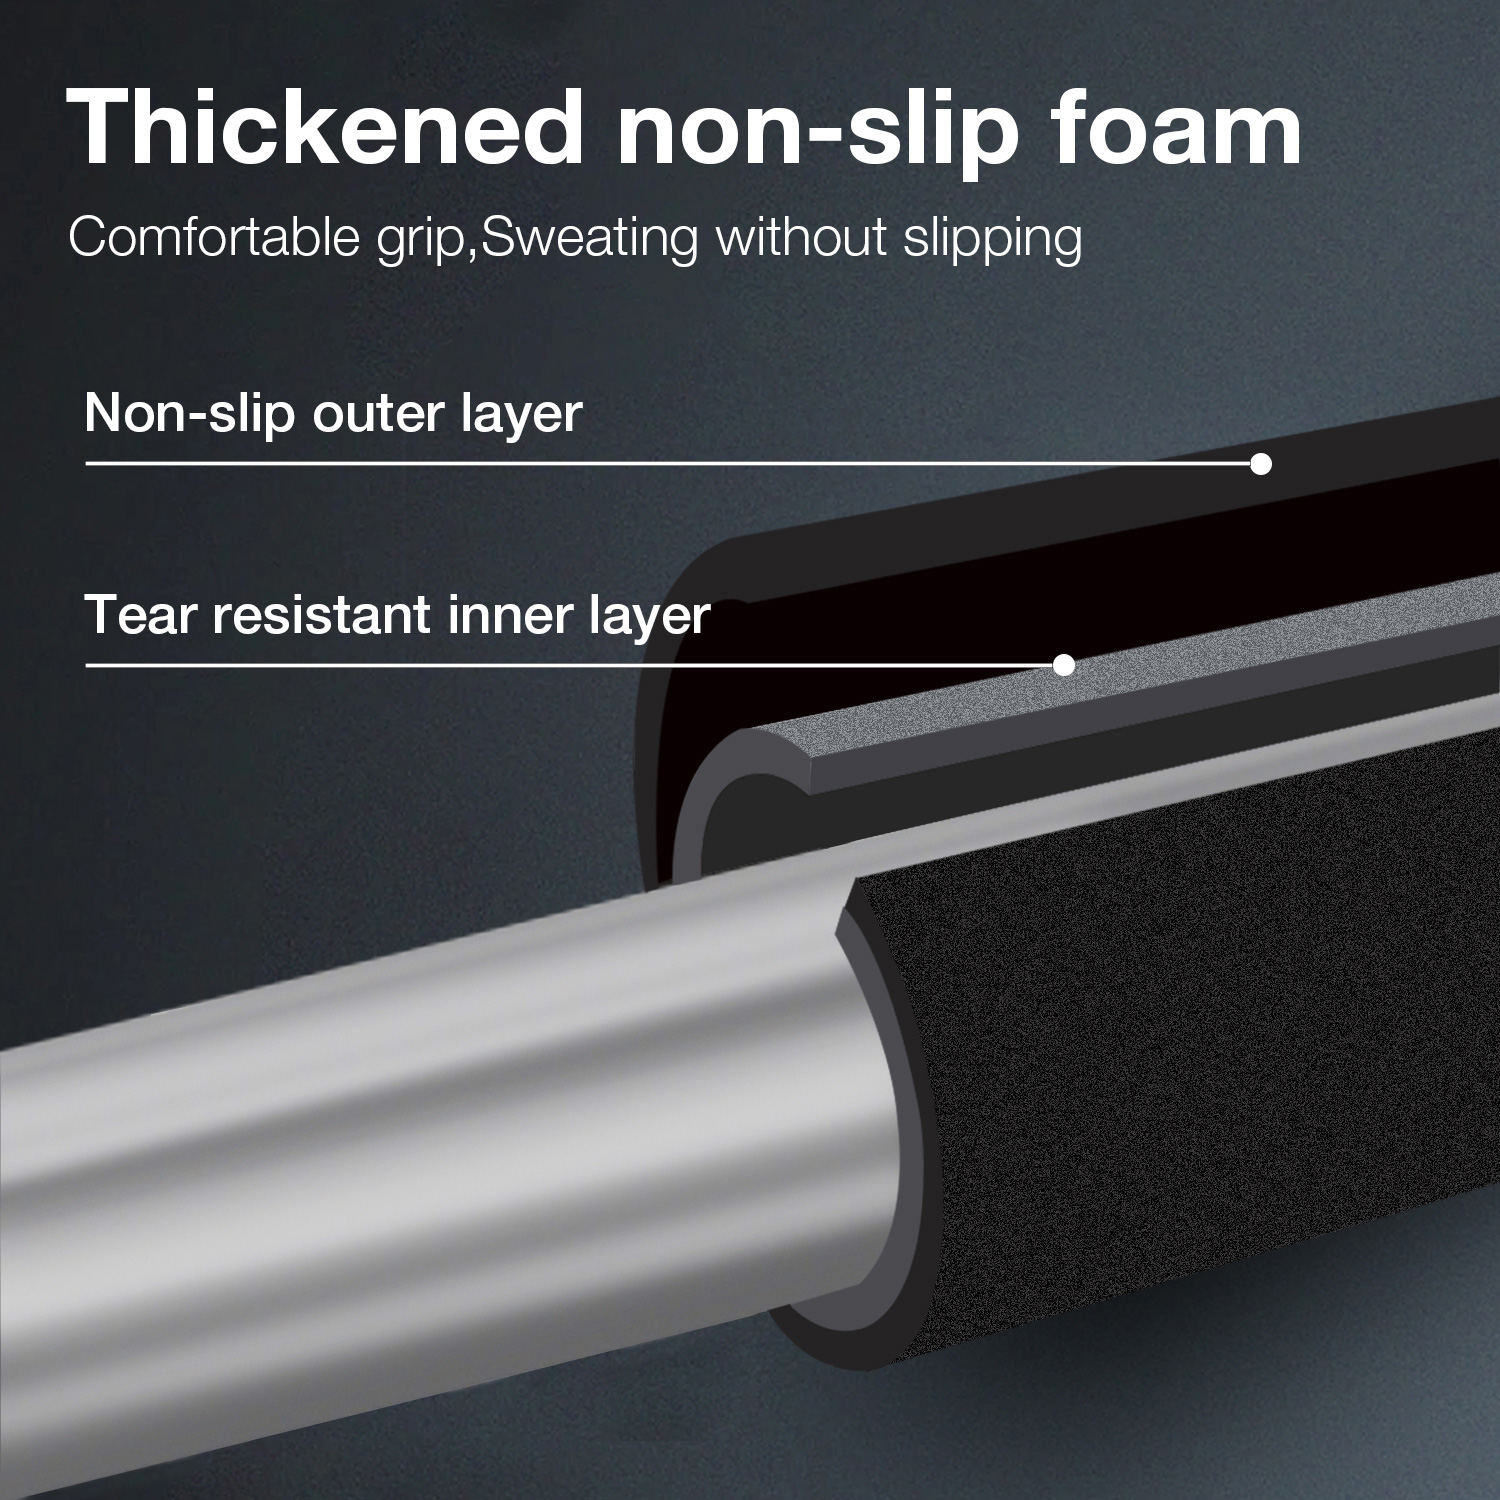 Thickened non-slip foam
Comfortable grip,Sweating without slipping
Non-slip outer layer
Tear resistant inner layer